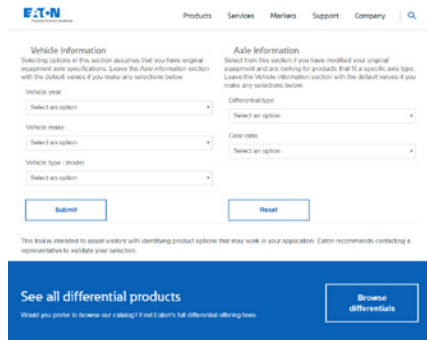 EATON
Powering Business Worldwide
Products Services Markets Support Company
Vehicle information
Selecting options in this section assumes that you have original
equipment axle specifications. Leave the Axle information section
with the default values if you make any selections below.
Vehicle year
Select an option
Vehicle make
Select an option
Vehicle type / model
Select an option
Axle information
Select from this section if you have modified your original
equipment and are looking for products that fit a specific axle type.
Leave the Vehicle information section with the default values if you
make any selections below.
Differential type
Select an option
Gear ratio
Select an option
Submit
Reset
This tool is intended to assist visitors with identifying product options that may work in your application. Eaton recommends contacting a
representative to validate your selection.
See all differential products
Would you prefer to browse our catalog? Find Eaton's full differential offering here.
Browse
differentials